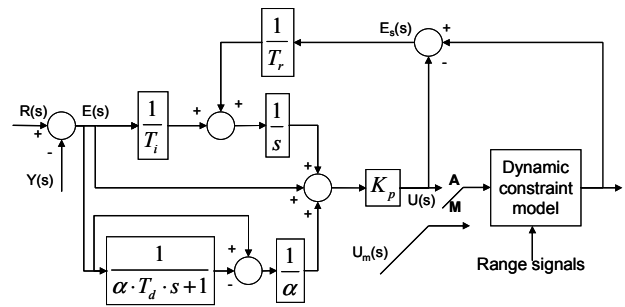 1
T_r
E_s(s)
+
-
R(s)
+
-
Y(s)
E(s)
1
T_i
+
+
1
s
+
+
+
K_p
U(s)
A
M
Dynamic
constraint
model
U_m(s)
Range signals
1
α·T_d·s+1
+
-
1
α